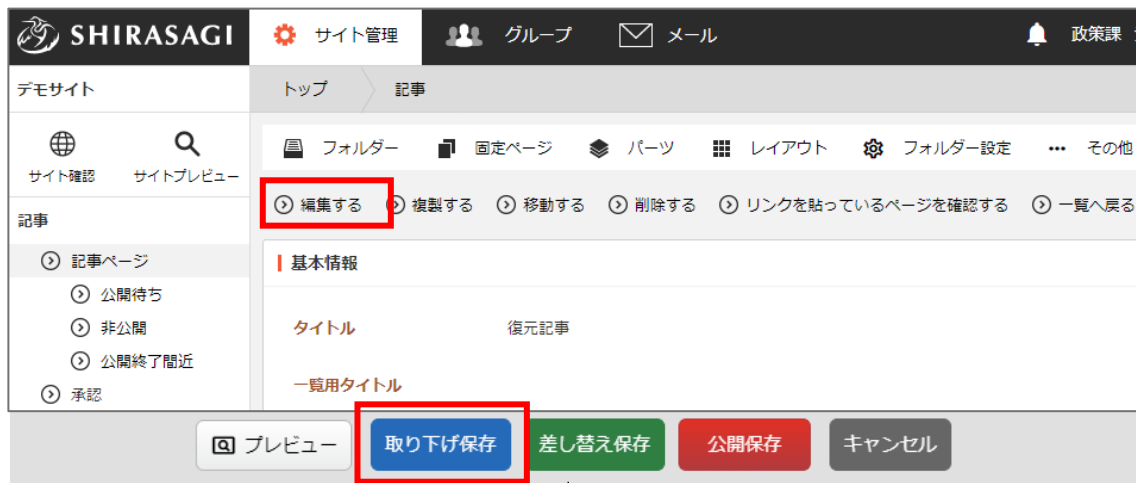 SHIRASAGI サイト管理 グループ メール 政策課
デモサイト トップ 記事
フォルダー 固定ページ パーツ レイアウト フォルダー設定 その他
サイト確認 サイトプレビュー
編集する 複製する 移動する 削除する リンクを貼っているページを確認する 一覧へ戻る
記事
記事ページ 基本情報
公開待ち
非公開 タイトル 復元記事
公開終了間近
承認 一覧用タイトル
プレビュー 取り下げ保存 差し替え保存 公開保存 キャンセル